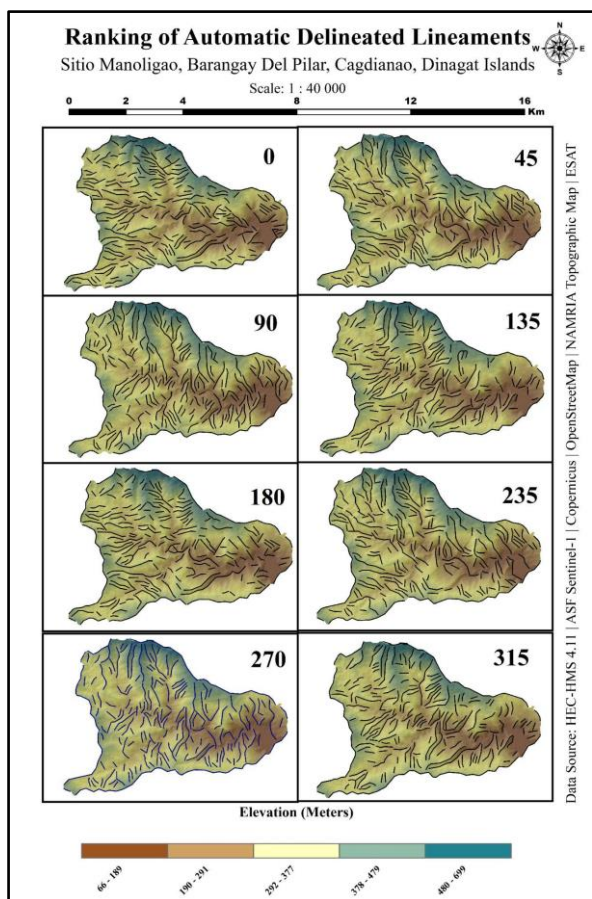 Ranking of Automatic Delineated Lineaments
Sitio Manoligao, Barangay Del Pilar, Cagdianao, Dinagat Islands
N
W E
S
Scale: 1 : 40 000
0 2 4 8 12 16
Km
0
45
90
135
180
235
270
315
Data Source: HEC-HMS 4.11 | ASF Sentinel-1 | Copernicus | OpenStreetMap | NAMRIA Topographic Map | ESAT
Elevation (Meters)
66 - 189
190 - 291
292 - 377
378 - 479
480 - 699